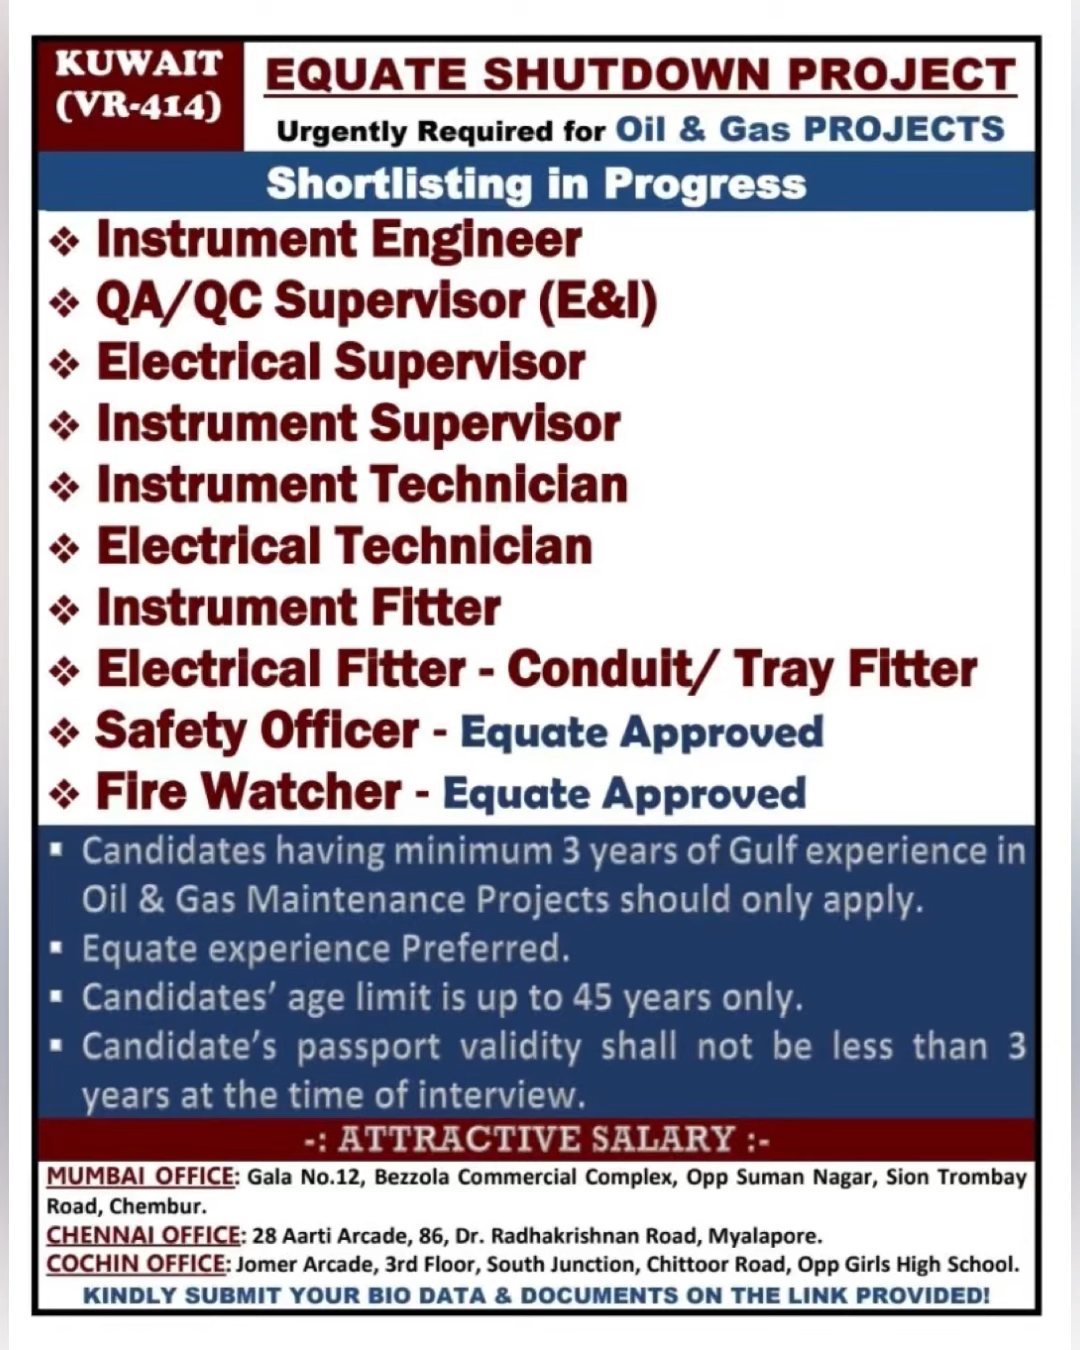 KUWAIT
(VR-414)
EQUATE SHUTDOWN PROJECT
Urgently Required for Oil & Gas PROJECTS
Shortlisting in Progress
❖ Instrument Engineer
❖ QA/QC Supervisor (E&I)
❖ Electrical Supervisor
❖ Instrument Supervisor
❖ Instrument Technician
❖ Electrical Technician
❖ Instrument Fitter
❖ Electrical Fitter - Conduit/ Tray Fitter
❖ Safety Officer - Equate Approved
❖ Fire Watcher - Equate Approved
▪ Candidates having minimum 3 years of Gulf experience in
Oil & Gas Maintenance Projects should only apply.
▪ Equate experience Preferred.
▪ Candidates' age limit is up to 45 years only.
▪ Candidate's passport validity shall not be less than 3
years at the time of interview.
-: ATTRACTIVE SALARY :-
MUMBAI OFFICE: Gala No.12, Bezzola Commercial Complex, Opp Suman Nagar, Sion Trombay
Road, Chembur.
CHENNAI OFFICE: 28 Aarti Arcade, 86, Dr. Radhakrishnan Road, Myalapore.
COCHIN OFFICE: Jomer Arcade, 3rd Floor, South Junction, Chittoor Road, Opp Girls High School.
KINDLY SUBMIT YOUR BIO DATA & DOCUMENTS ON THE LINK PROVIDED!